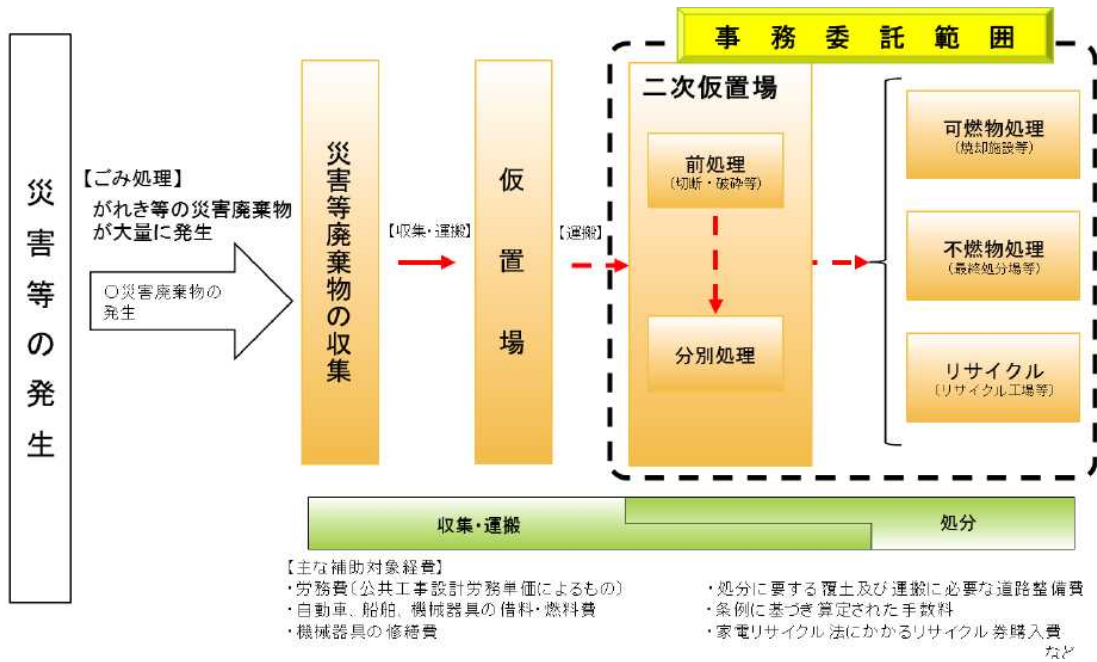 事務委託範囲
災害等の発生
【ごみ処理】
がれき等の災害廃棄物
が大量に発生
○災害廃棄物の
発生
災害等廃棄物の収集
【収集・運搬】
仮置場
【運搬】
二次仮置場
前処理
(切断・破砕等)
分別処理
可燃物処理
(焼却施設等)
不燃物処理
(最終処分場等)
リサイクル
(リサイクル工場等)
収集・運搬
処分
【主な補助対象経費】
・労務費(公共工事設計労務単価によるもの)
・自動車、船舶、機械器具の借料・燃料費
・機械器具の修繕費
・処分に要する覆土及び運搬に必要な道路整備費
・条例に基づき算定された手数料
・家電リサイクル法にかかるリサイクル券購入費
など